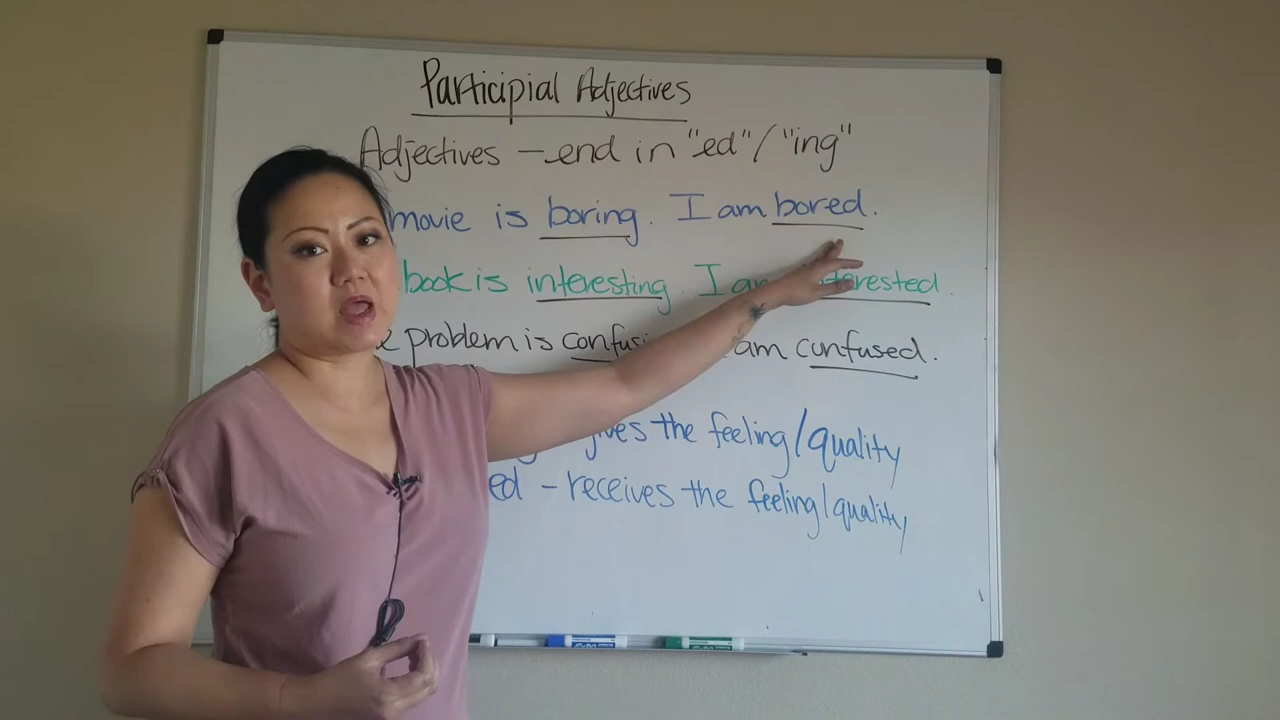 Participial Adjectives
Adjectives – end in "ed"/"ing"
movie is boring. I am bored.
book is interesting. I am interested.
problem is confusing am confused.
gives the feeling/quality
ed – receives the feeling/quality